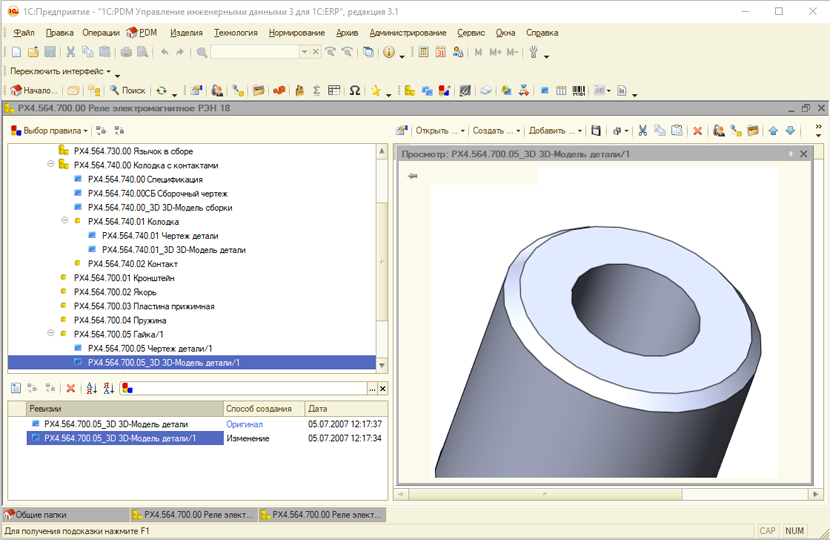 1С:Предприятие - "1С:PDM Управление инженерными данными 3 для 1С:ERP", редакция 3.1
Файл Правка Операции PDM Изделия Технология Нормирование Архив Администрирование Сервис Окна Справка
M M+ M-
Переключить интерфейс
Начало... Поиск
РХ4.564.700.00 Реле электромагнитное РЭН 18
Выбор правила
Открыть ... Создать ... Добавить ...
РХ4.564.730.00 Язычок в сборе
РХ4.564.740.00 Колодка с контактами
РХ4.564.740.00 Спецификация
РХ4.564.740.00СБ Сборочный чертеж
РХ4.564.740.00_3D 3D-Модель сборки
РХ4.564.740.01 Колодка
РХ4.564.740.01 Чертеж детали
РХ4.564.740.01_3D 3D-Модель детали
РХ4.564.740.02 Контакт
РХ4.564.700.01 Кронштейн
РХ4.564.700.02 Якорь
РХ4.564.700.03 Пластина прижимная
РХ4.564.700.04 Пружина
РХ4.564.700.05 Гайка/1
РХ4.564.700.05 Чертеж детали/1
РХ4.564.700.05_3D 3D-Модель детали/1
Просмотр: РХ4.564.700.05_3D 3D-Модель детали/1
Ревизии Способ создания Дата
РХ4.564.700.05_3D 3D-Модель детали Оригинал 05.07.2007 12:17:37
РХ4.564.700.05_3D 3D-Модель детали/1 Изменение 05.07.2007 12:17:34
Общие папки РХ4.564.700.00 Реле элект... РХ4.564.700.00 Реле элект...
Для получения подсказки нажмите F1 CAP NUM